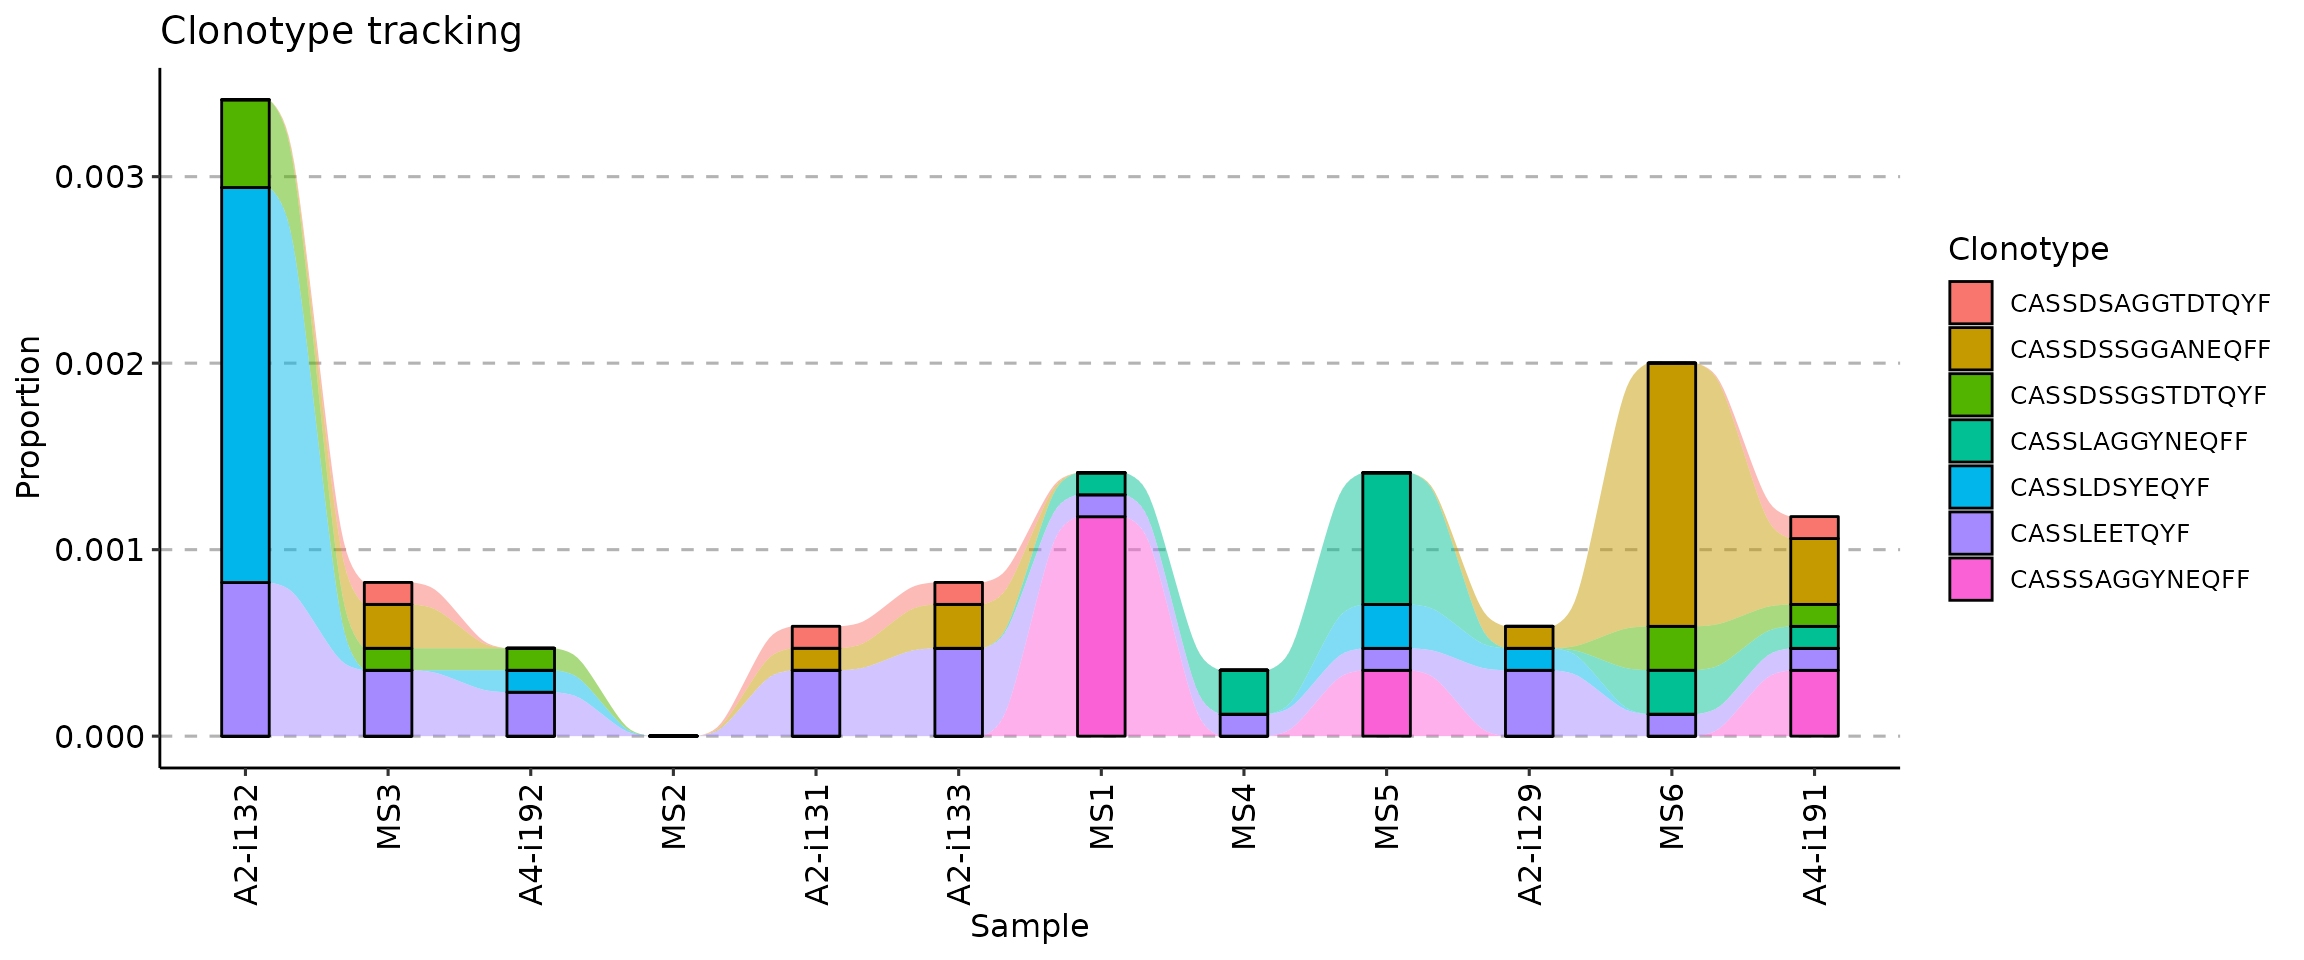 Clonotype tracking
Proportion
0.003
0.002
0.001
0.000
A2-i132
MS3
A4-i192
MS2
A2-i131
A2-i133
MS1
MS4
MS5
A2-i129
MS6
A4-i191
Sample
Clonotype
CASSDSAGGTDTQYF
CASSDSSGGANEQFF
CASSDSSGSTDTQYF
CASSLAGGYNEQFF
CASSLDSYEQYF
CASSLEETQYF
CASSSAGGYNEQFF